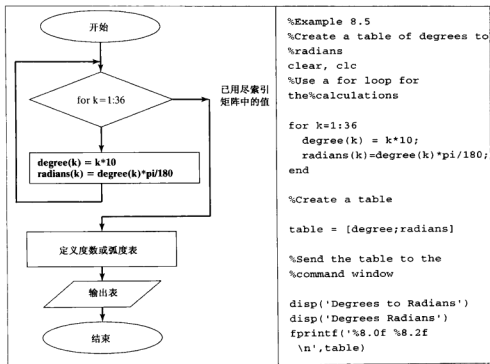 开始
for k=1:36
已用尽索引
矩阵中的值
degree(k) = k*10
radians(k) = degree(k)*pi/180
定义度数或弧度表
输出表
结束
%Example 8.5
%Create a table of degrees to
%radians
clear, clc
%Use a for loop for
the%calculations
for k=1:36
degree(k) = k*10;
radians(k)=degree(k)*pi/180;
end
%Create a table
table = [degree;radians]
%Send the table to the
%command window
disp('Degrees to Radians')
disp('Degrees Radians')
fprintf('%8.0f %8.2f
\n',table)